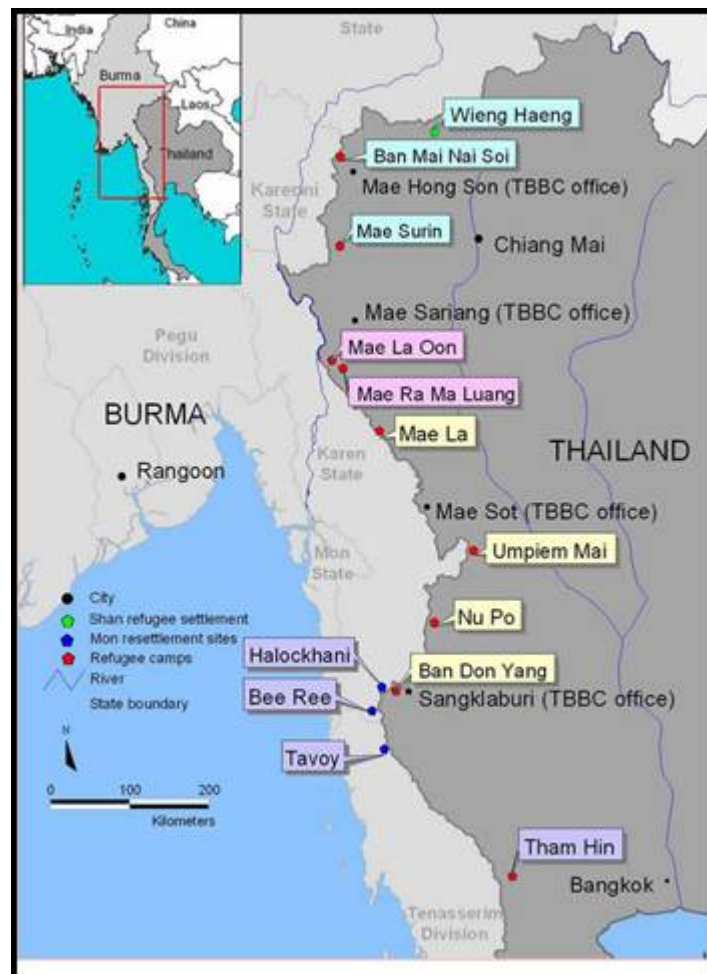 India
China
Burma
Laos
Thailand
State
Wieng Haeng
Ban Mai Nai Soi
Mae Hong Son (TBBC office)
Karenni
State
Mae Surin
Chiang Mai
Mae Sariang (TBBC office)
Pegu
Division
Mae La Oon
Mae Ra Ma Luang
BURMA
Mae La
THAILAND
Karen
State
Rangoon
Mae Sot (TBBC office)
Mon
State
Umpiem Mai
City
Shan refugee settlement
Mon resettlement sites
Refugee camps
River
State boundary
Nu Po
Halockhani
Ban Don Yang
Sangklaburi (TBBC office)
Bee Ree
N
Tavoy
0 100 200
Kilometers
Tham Hin
Bangkok
Tenasserim
Division